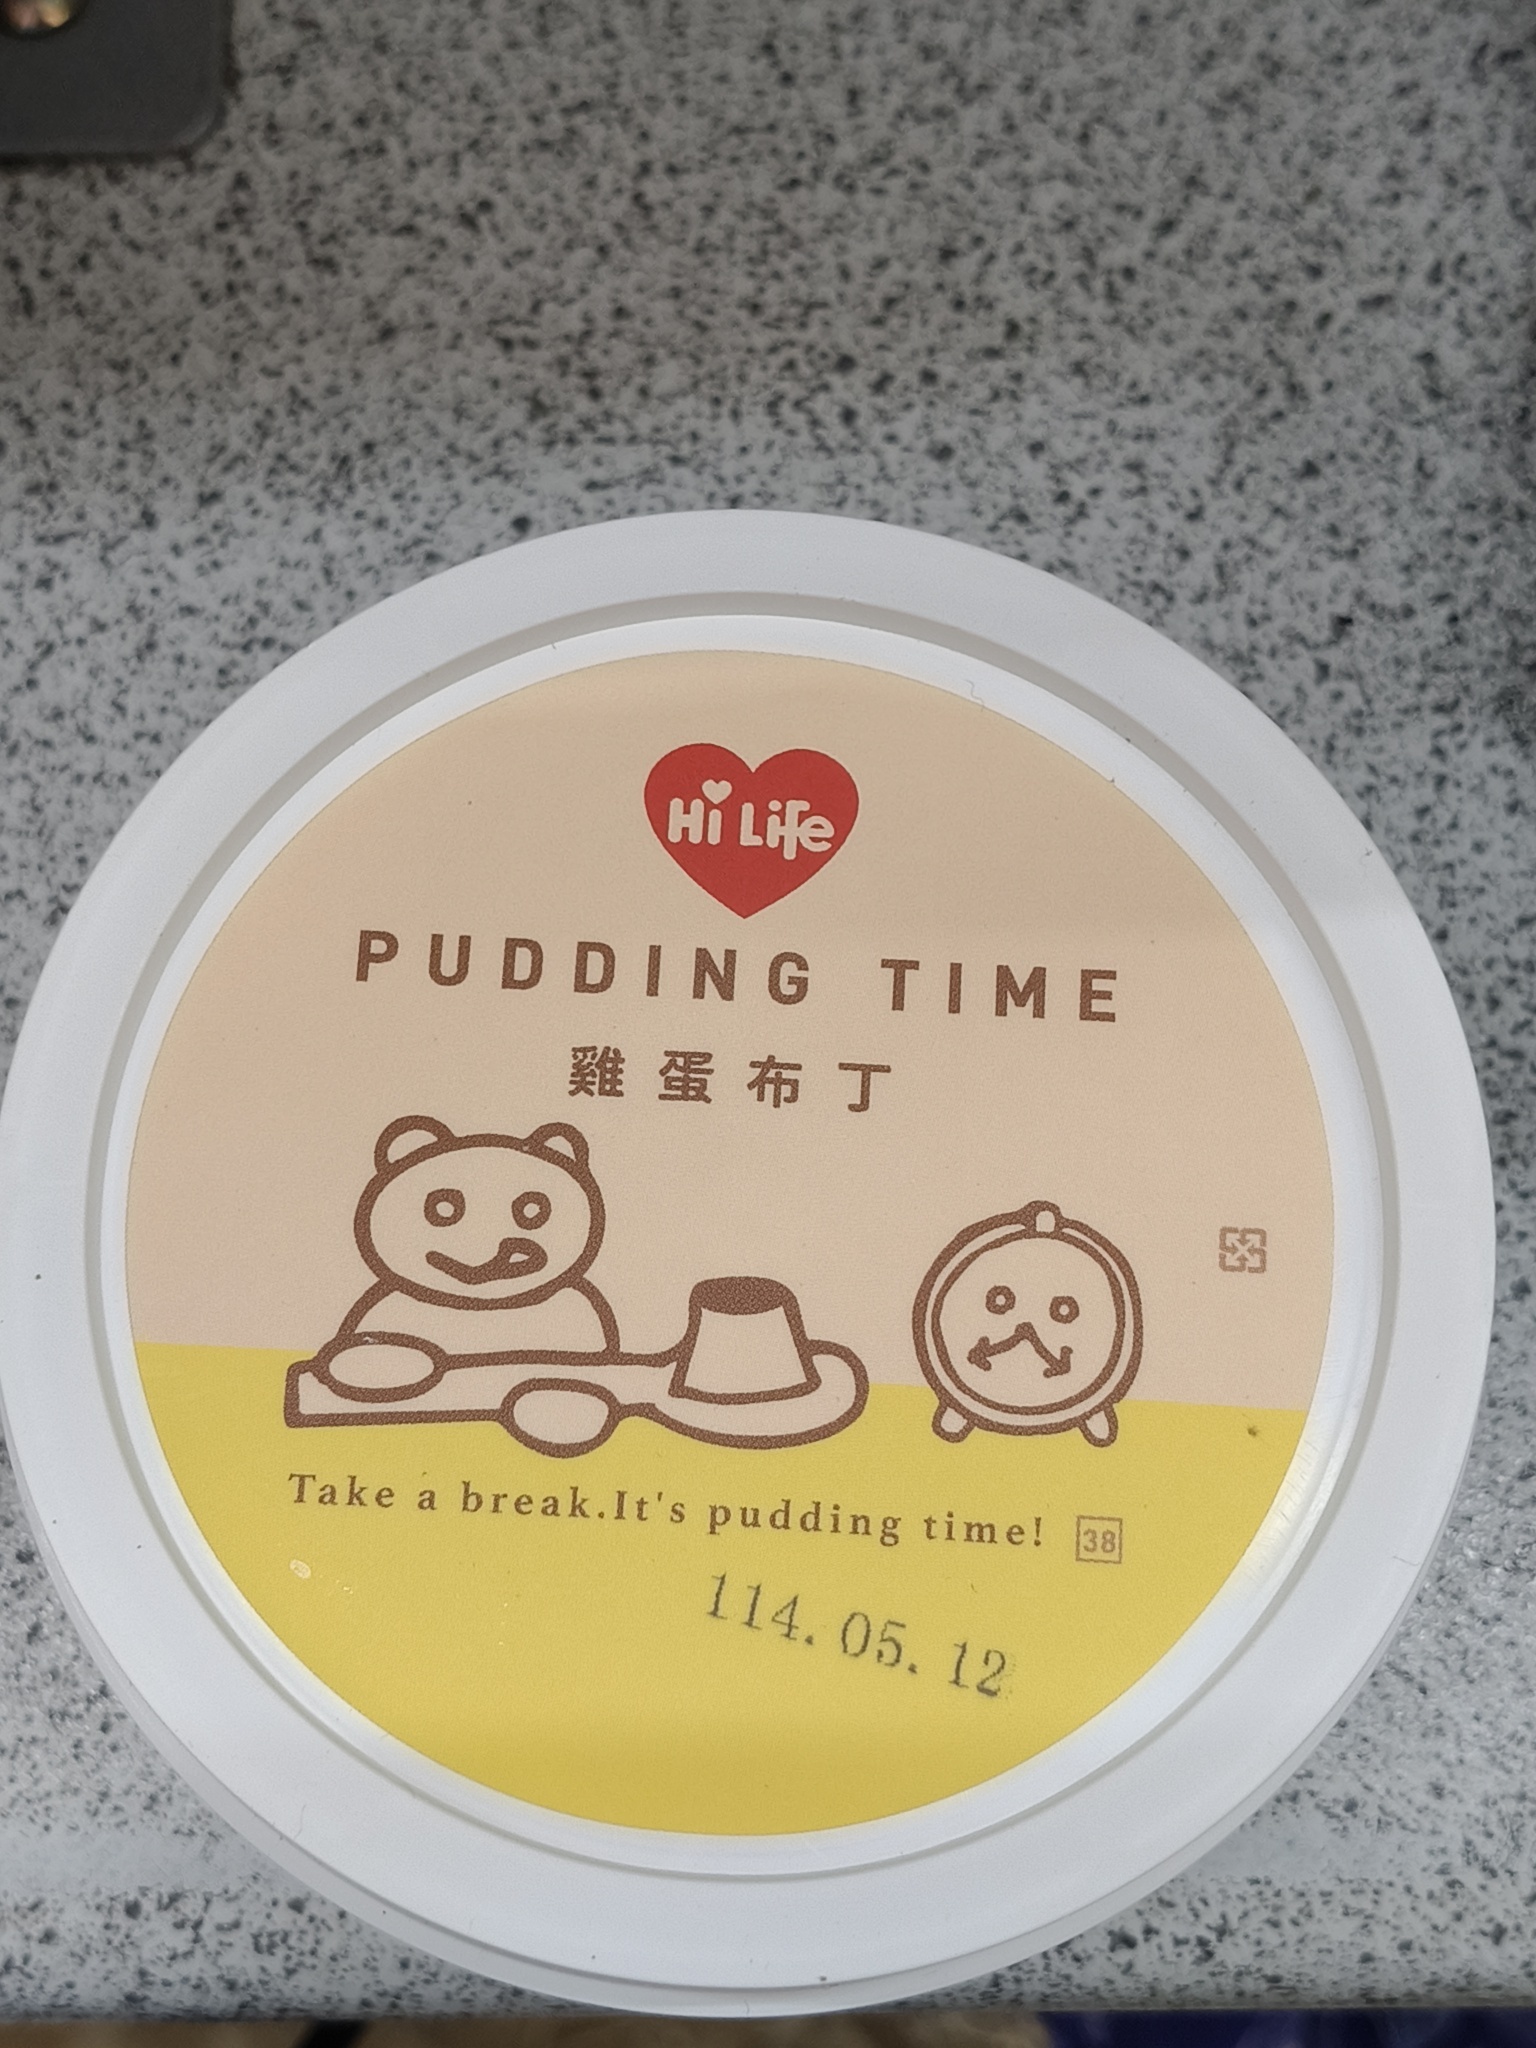 Hi Life
PUDDING TIME
雞蛋布丁
Take a break.It's pudding time!
38
114. 05. 12